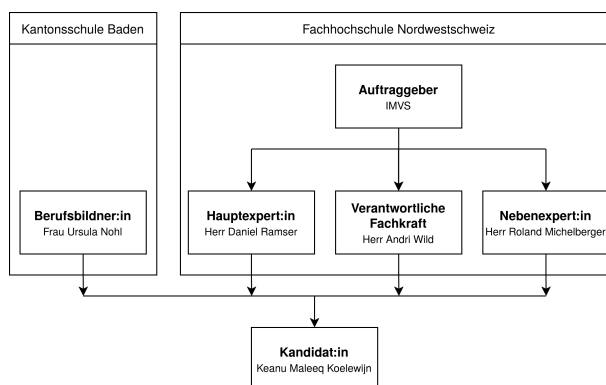 Kantonsschule Baden
Fachhochschule Nordwestschweiz
Auftraggeber
IMVS
Berufsbildner:in
Frau Ursula Nohl
Hauptexpert:in
Herr Daniel Ramser
Verantwortliche
Fachkraft
Herr Andri Wild
Nebenexpert:in
Herr Roland Michelberger
Kandidat:in
Keanu Maleeq Koelewijn